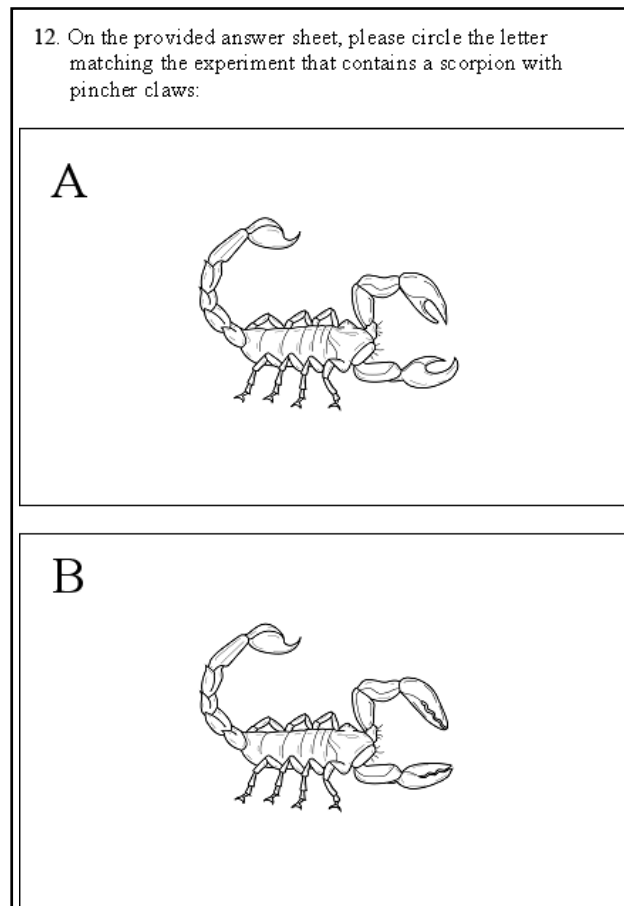 12. On the provided answer sheet, please circle the letter
matching the experiment that contains a scorpion with
pincher claws:
A
B